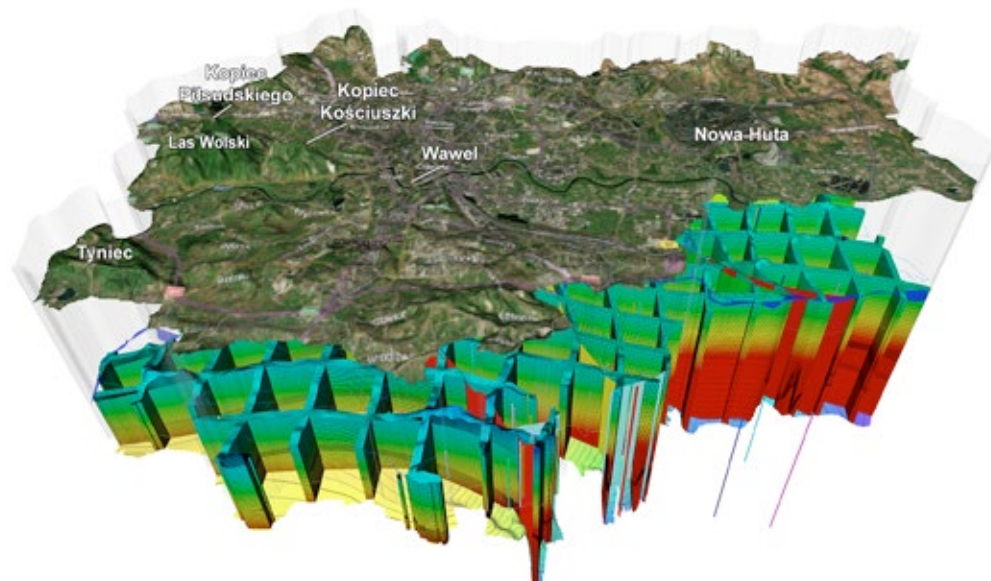 Kopiec
Piłsudskiego
Kopiec
Kościuszki
Las Wolski
Wawel
Nowa Huta
Tyniec